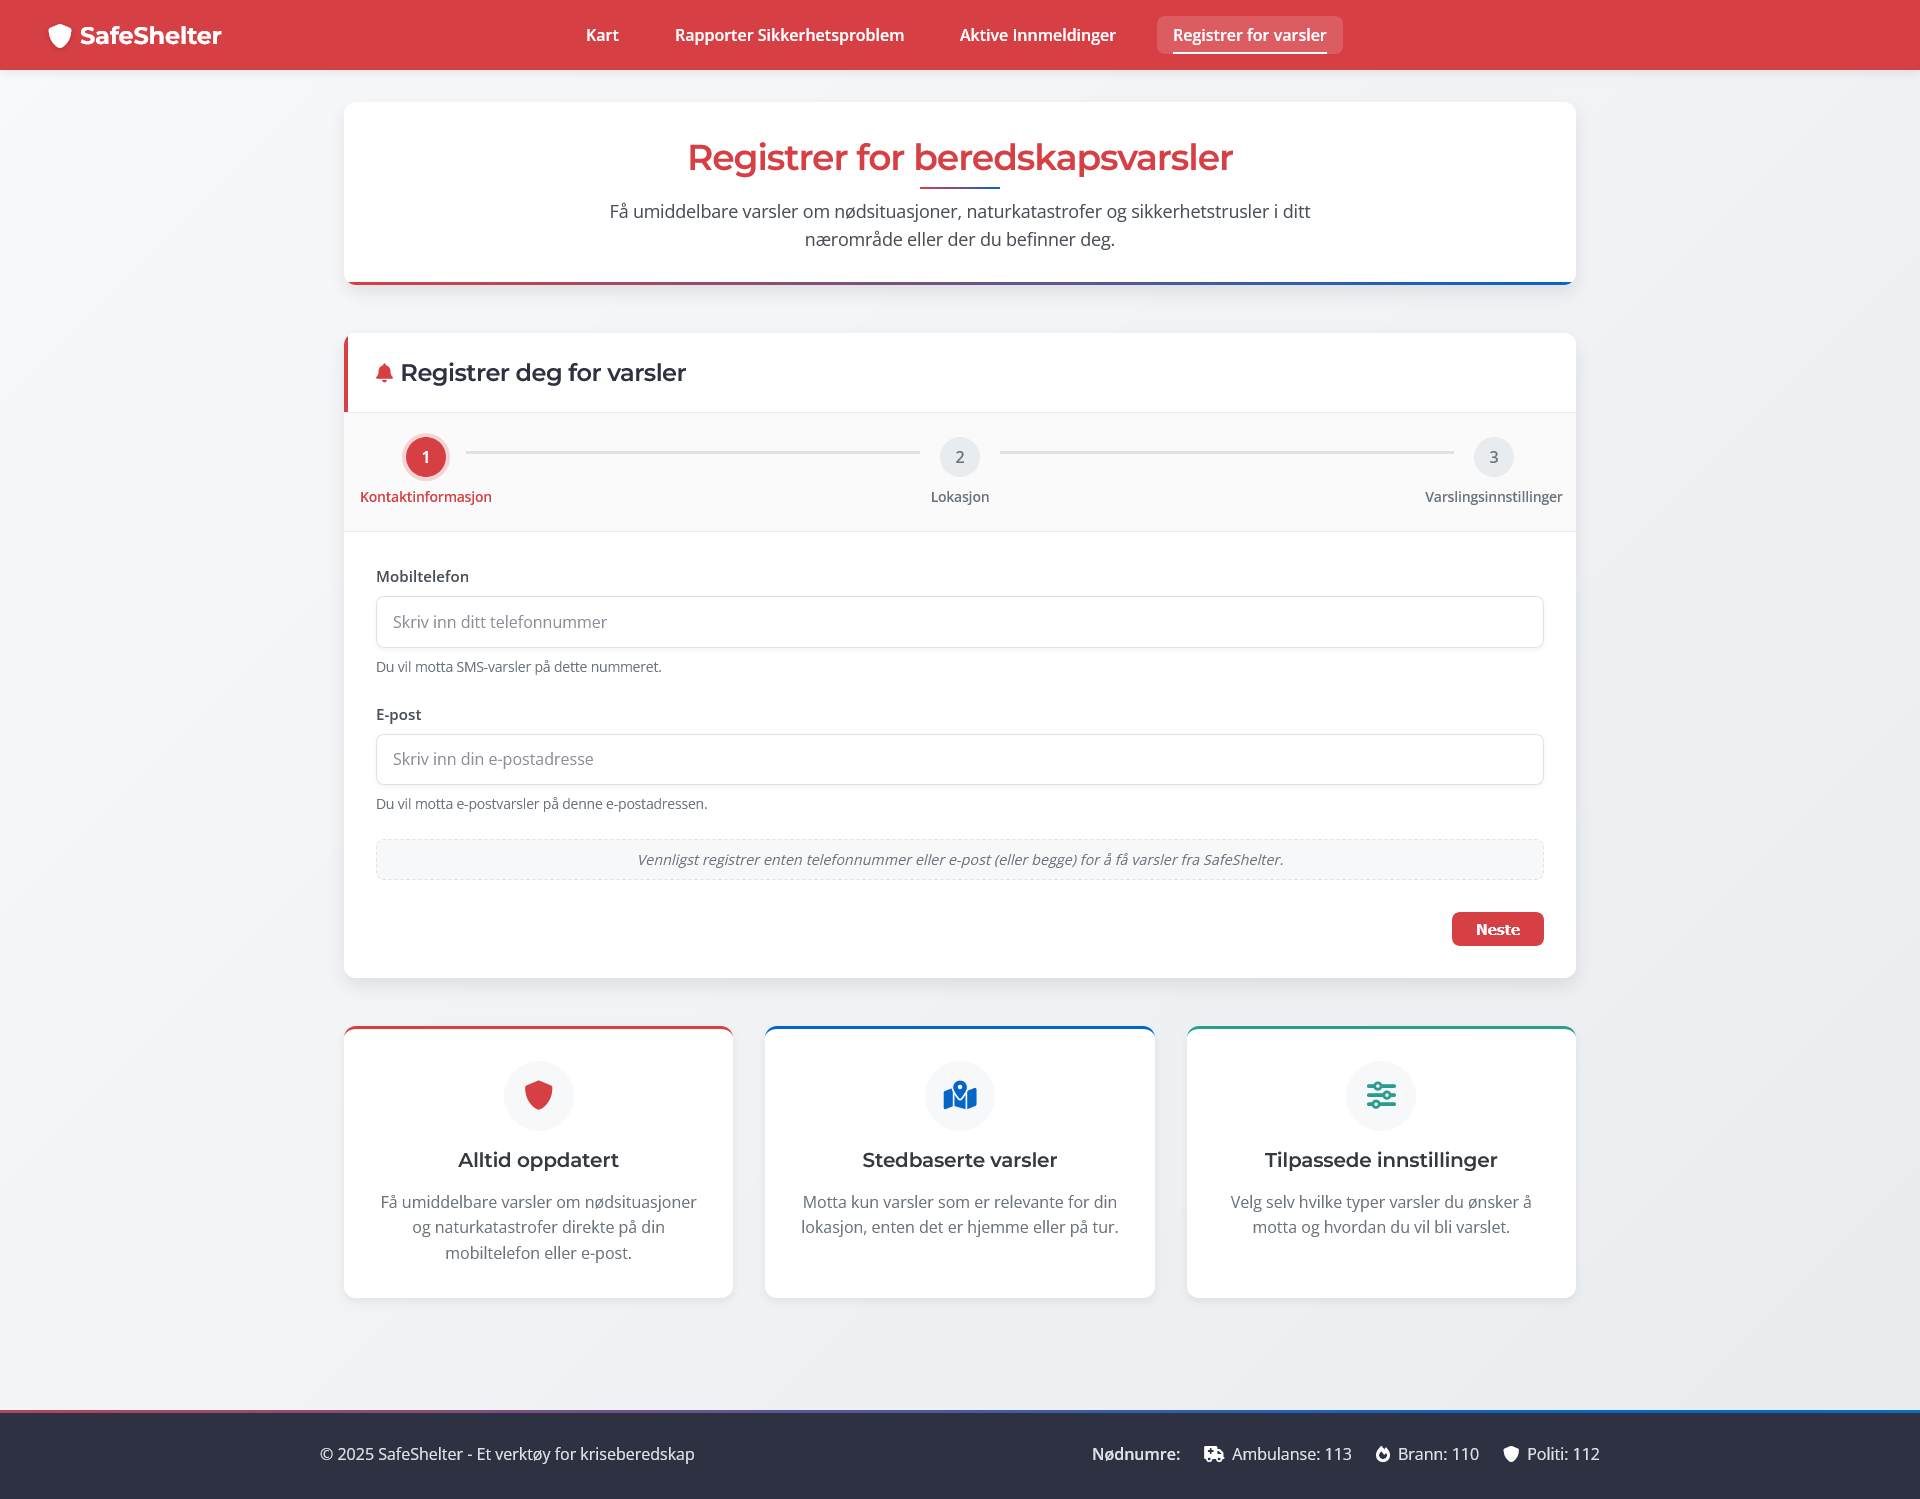 SafeShelter
Kart
Rapporter Sikkerhetsproblem
Aktive Innmeldinger
Registrer for varsler
Registrer for beredskapsvarsler
Få umiddelbare varsler om nødsituasjoner, naturkatastrofer og sikkerhetstrusler i ditt
nærområde eller der du befinner deg.
Registrer deg for varsler
1
2
3
Kontaktinformasjon
Lokasjon
Varslingsinnstillinger
Mobiltelefon
Skriv inn ditt telefonnummer
Du vil motta SMS-varsler på dette nummeret.
E-post
Skriv inn din e-postadresse
Du vil motta e-postvarsler på denne e-postadressen.
Vennligst registrer enten telefonnummer eller e-post (eller begge) for å få varsler fra SafeShelter.
Neste
Alltid oppdatert
Få umiddelbare varsler om nødsituasjoner
og naturkatastrofer direkte på din
mobiltelefon eller e-post.
Stedbaserte varsler
Motta kun varsler som er relevante for din
lokasjon, enten det er hjemme eller på tur.
Tilpassede innstillinger
Velg selv hvilke typer varsler du ønsker å
motta og hvordan du vil bli varslet.
© 2025 SafeShelter - Et verktøy for kriseberedskap
Nødnumre:
Ambulanse: 113
Brann: 110
Politi: 112